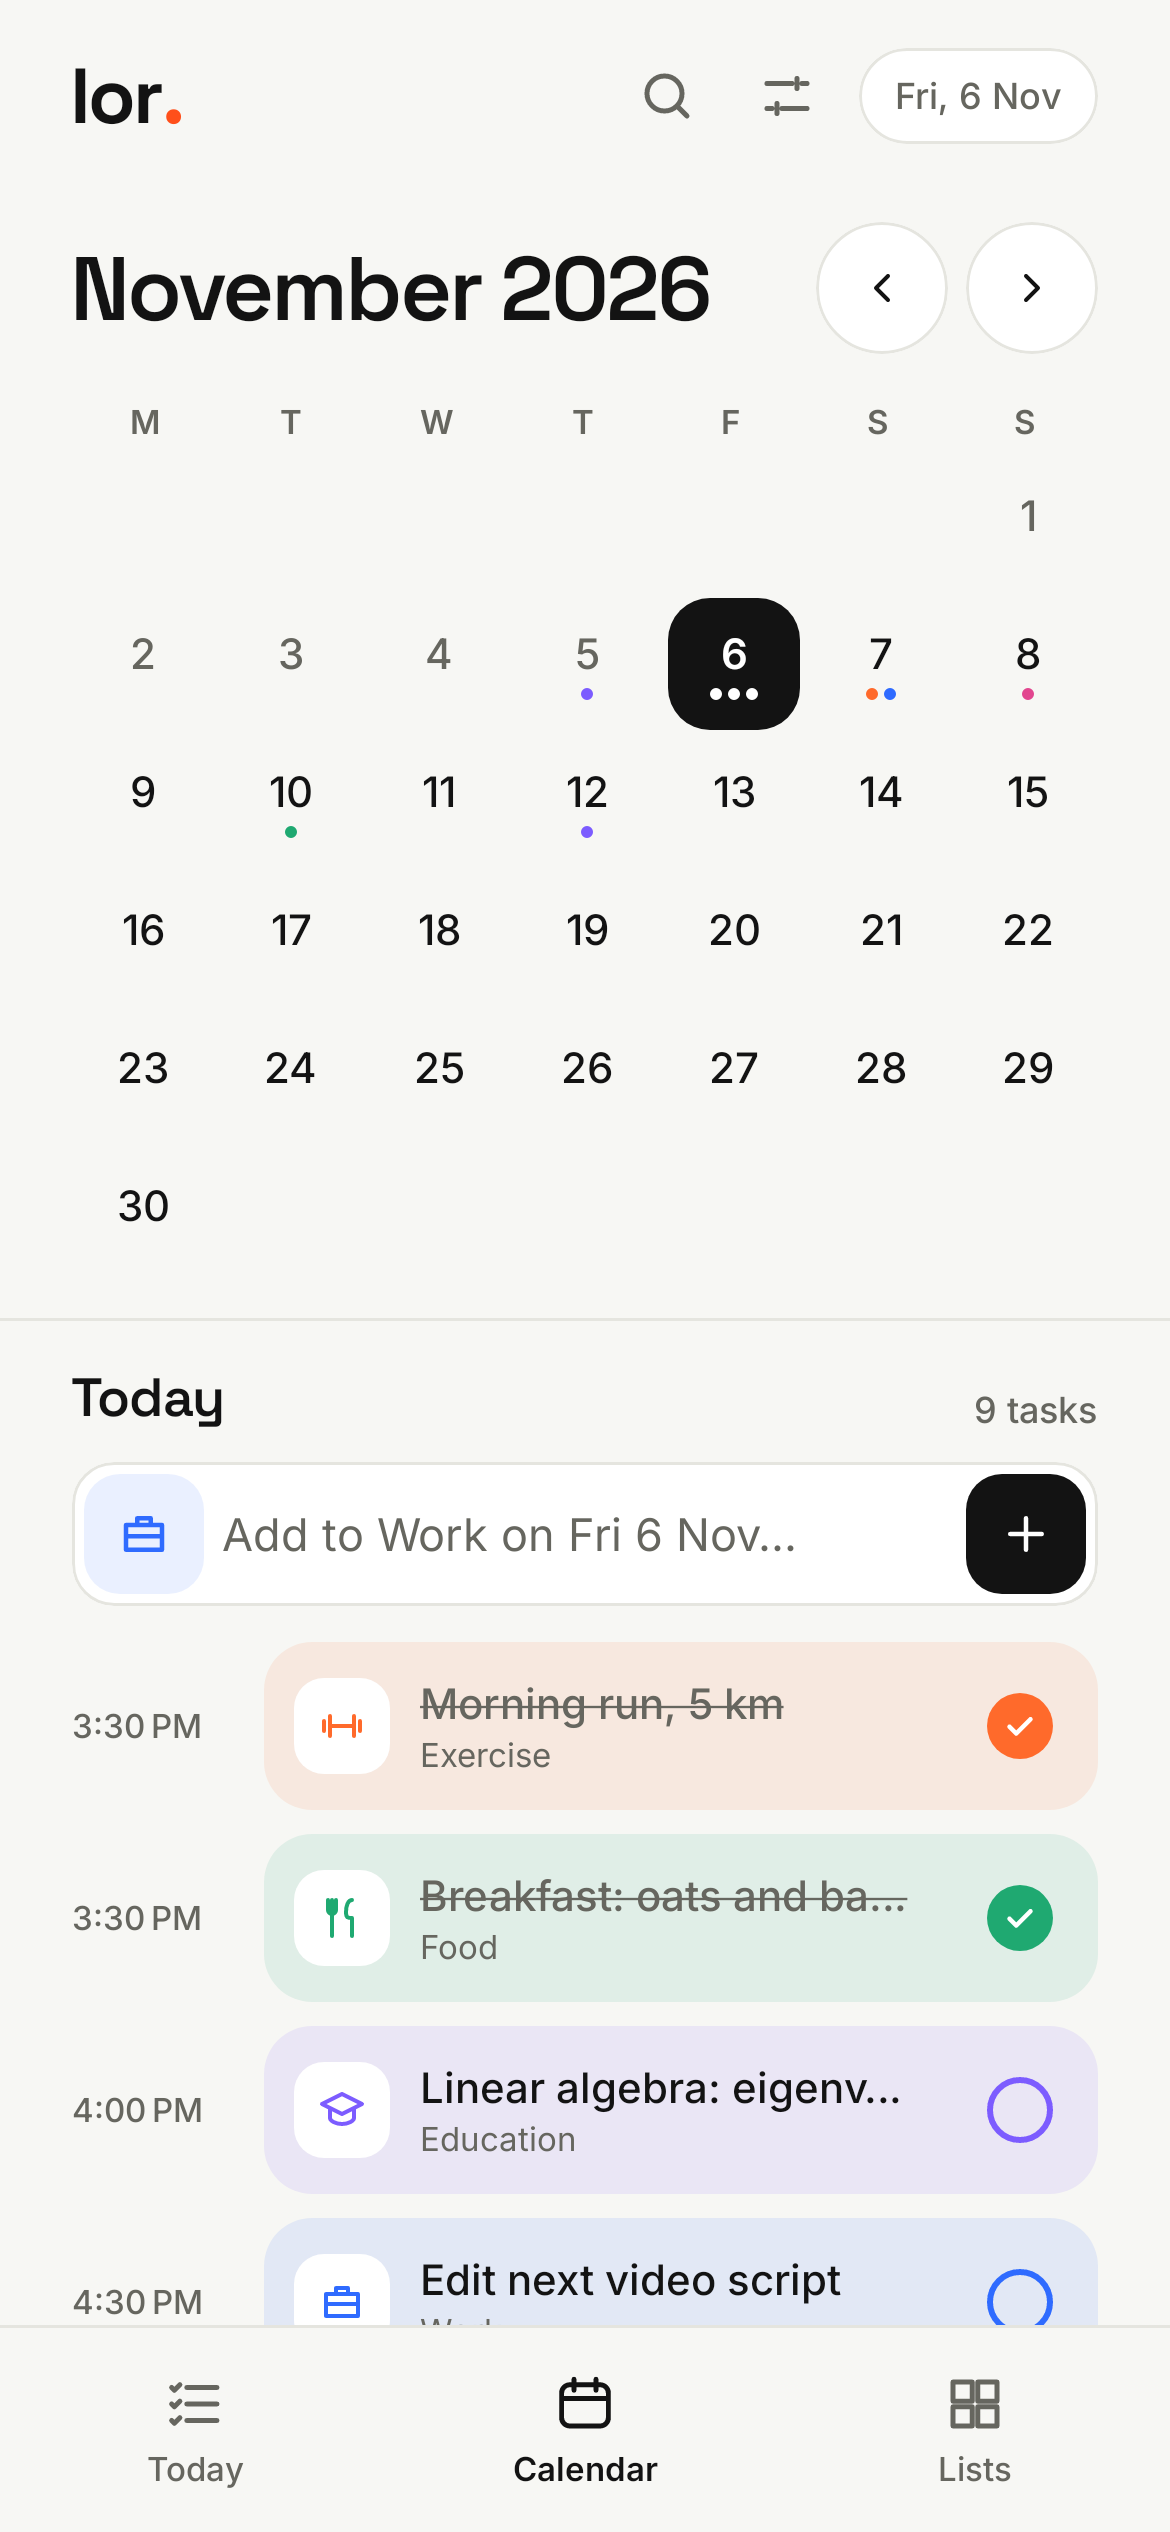 lor.
Fri, 6 Nov
November 2026
M T W T F S S
1
2 3 4 5 6 7 8
9 10 11 12 13 14 15
16 17 18 19 20 21 22
23 24 25 26 27 28 29
30
Today
9 tasks
Add to Work on Fri 6 Nov...
3:30 PM
Morning run, 5 km
Exercise
3:30 PM
Breakfast: oats and ba...
Food
4:00 PM
Linear algebra: eigenv...
Education
4:30 PM
Edit next video script
Today
Calendar
Lists